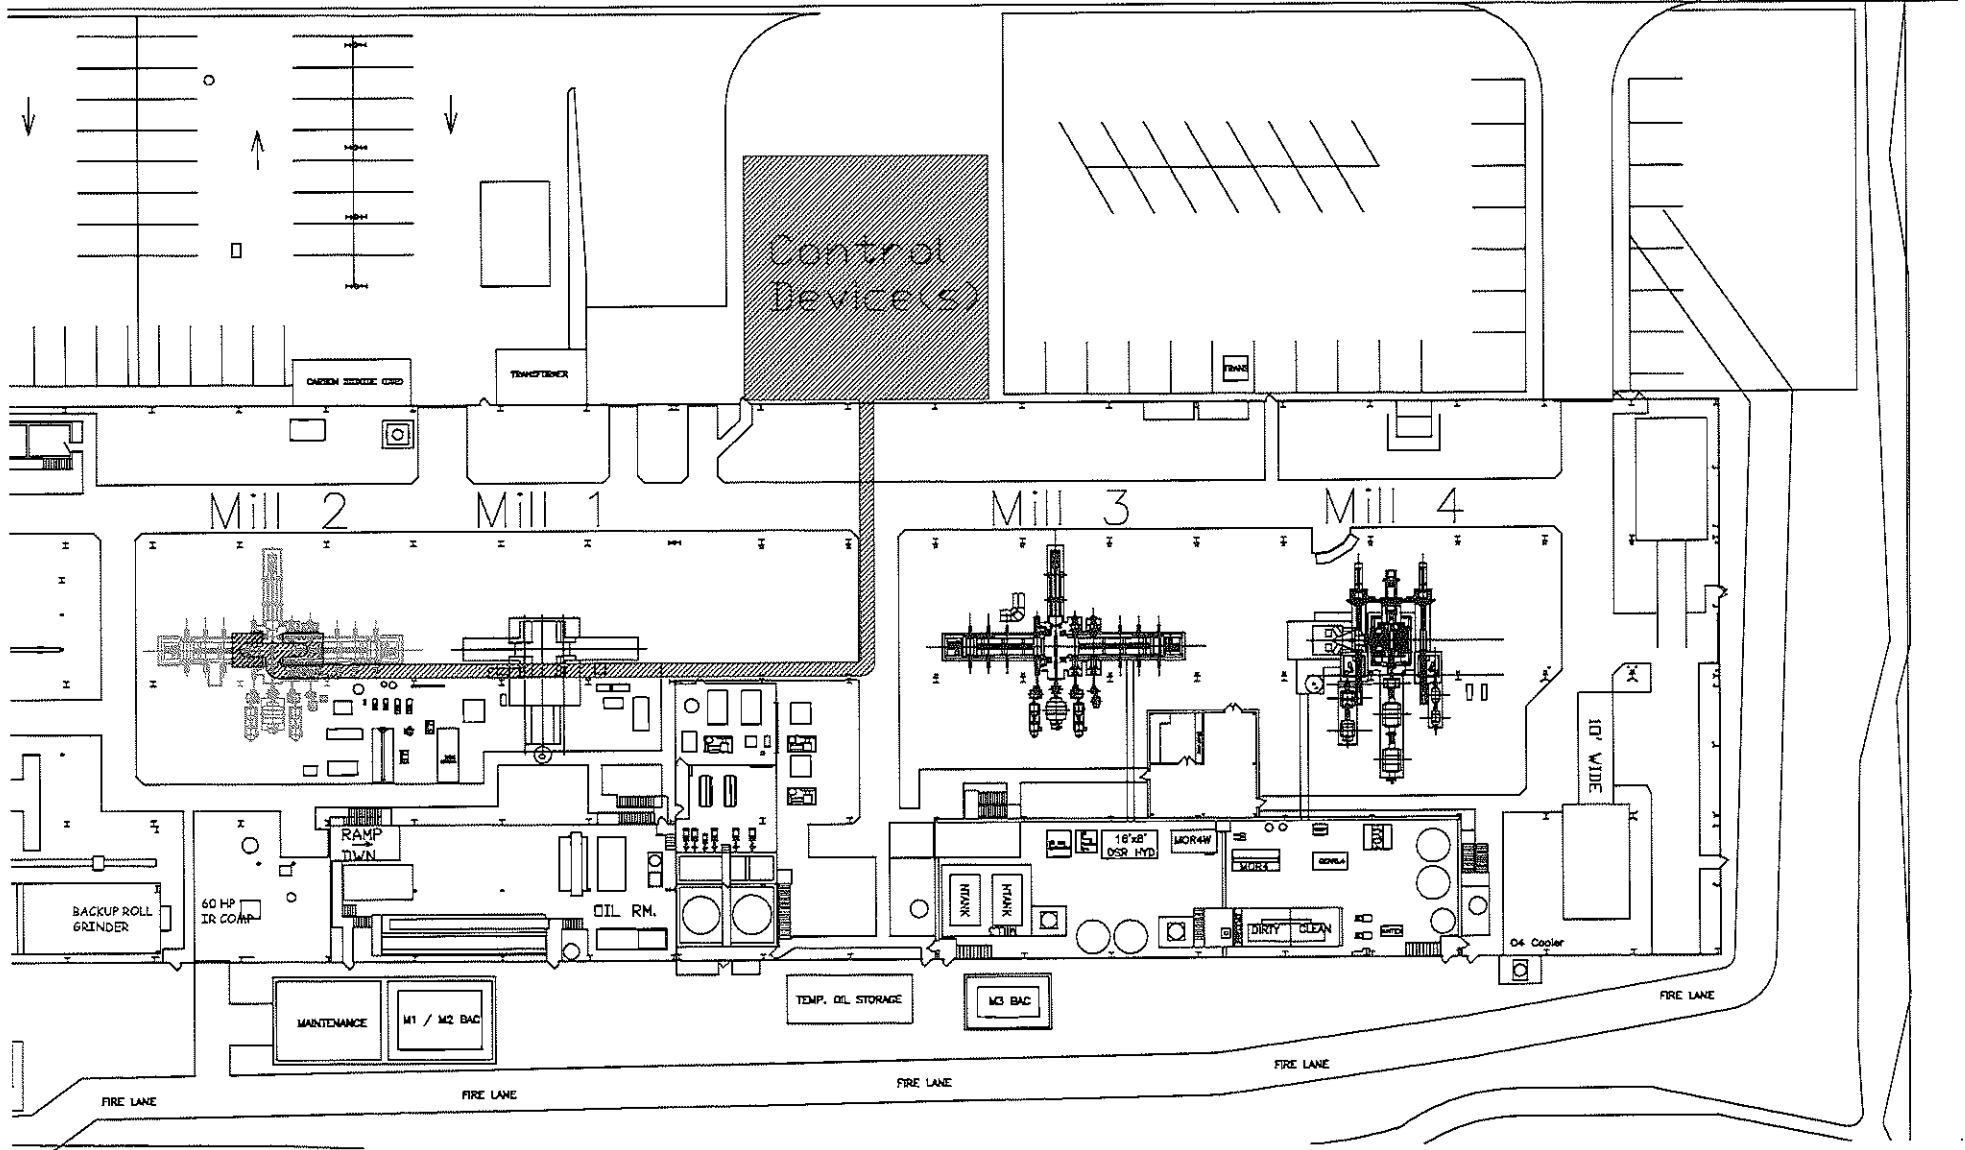 Control
Device(s)
TRANSFORMER
TRANS
Mill 2
Mill 1
Mill 3
Mill 4
10' WIDE
RAMP
DWN
16'x8'
DSR HYD
MOR4W
MOR4
60 HP
IR COMP
BACKUP ROLL
GRINDER
OIL RM.
NTANK
NTANK
DIRTY
CLEAN
04 Cooler
MAINTENANCE
M1 / M2 BAC
TEMP. OIL STORAGE
M3 BAC
FIRE LANE
FIRE LANE
FIRE LANE
FIRE LANE
FIRE LANE